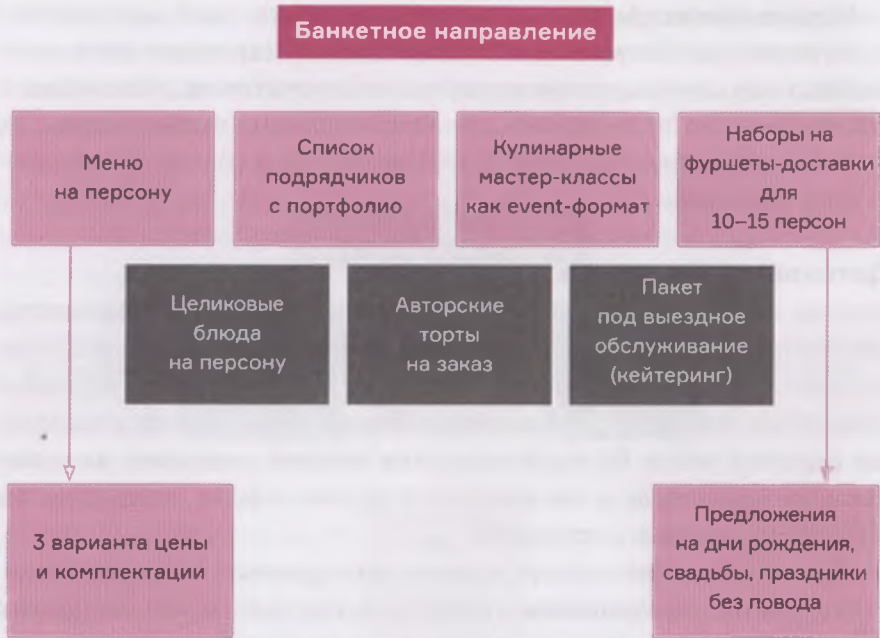 Банкетное направление
Меню
на персону
Список
подрядчиков
с портфолио
Кулинарные
мастер-классы
как event-формат
Наборы на
фуршеты-доставки
для
10–15 персон
Целиковые
блюда
на персону
Авторские
торты
на заказ
Пакет
под выездное
обслуживание
(кейтеринг)
3 варианта цены
и комплектации
Предложения
на дни рождения,
свадьбы, праздники
без повода